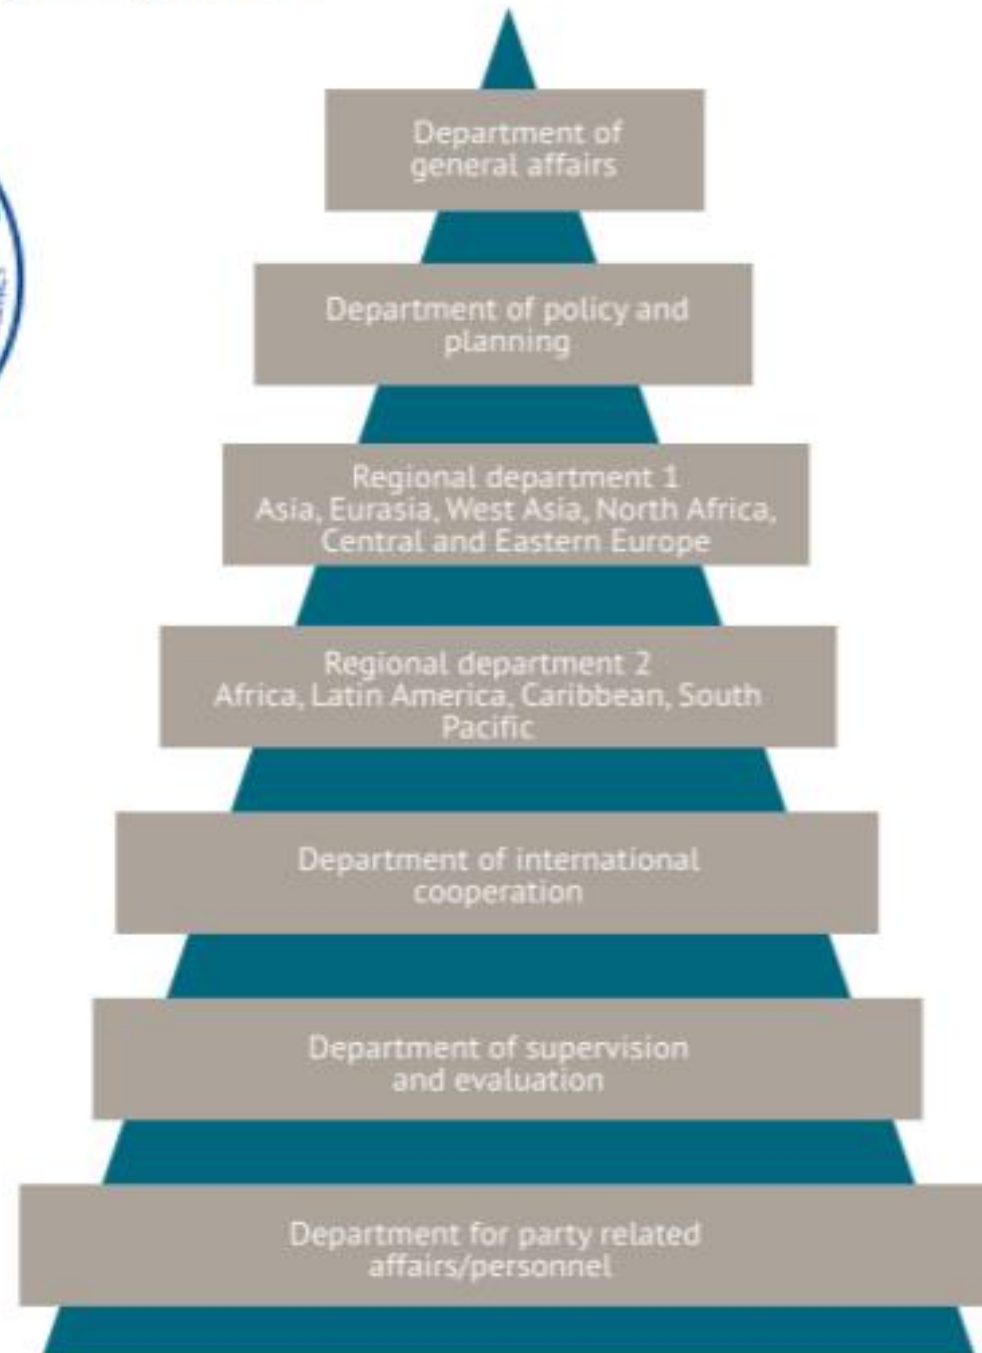 Department of
general affairs
Department of policy and
planning
Regional department 1
Asia, Eurasia, West Asia, North Africa,
Central and Eastern Europe
Regional department 2
Africa, Latin America, Caribbean, South
Pacific
Department of international
cooperation
Department of supervision
and evaluation
Department for party related
affairs/personnel